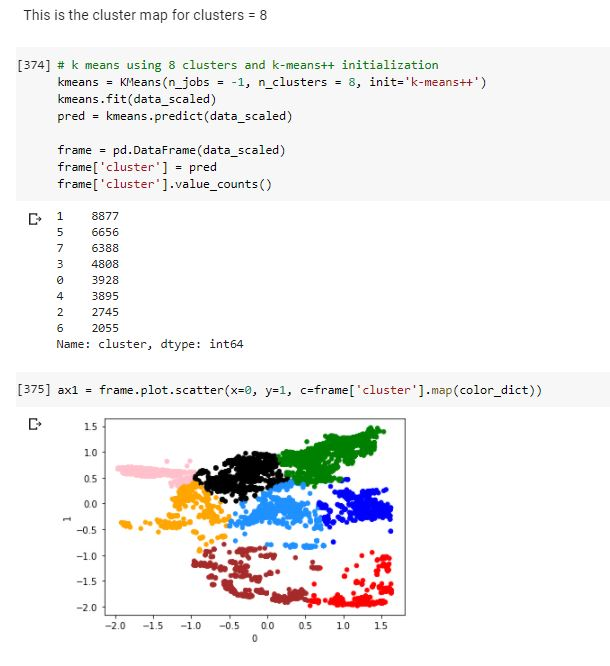 This is the cluster map for clusters = 8
[374] # k means using 8 clusters and k-means++ initialization
kmeans = KMeans(n_jobs = -1, n_clusters = 8, init='k-means++')
kmeans.fit(data_scaled)
pred = kmeans.predict(data_scaled)
frame = pd.DataFrame(data_scaled)
frame['cluster'] = pred
frame['cluster'].value_counts()
1 8877
5 6656
7 6388
3 4808
0 3928
4 3895
2 2745
6 2055
Name: cluster, dtype: int64
[375] ax1 = frame.plot.scatter(x=0, y=1, c=frame['cluster'].map(color_dict))
1.5
1.0
0.5
0.0
−0.5
−1.0
−1.5
−2.0
1
−2.0 −1.5 −1.0 −0.5 0.0 0.5 1.0 1.5
0